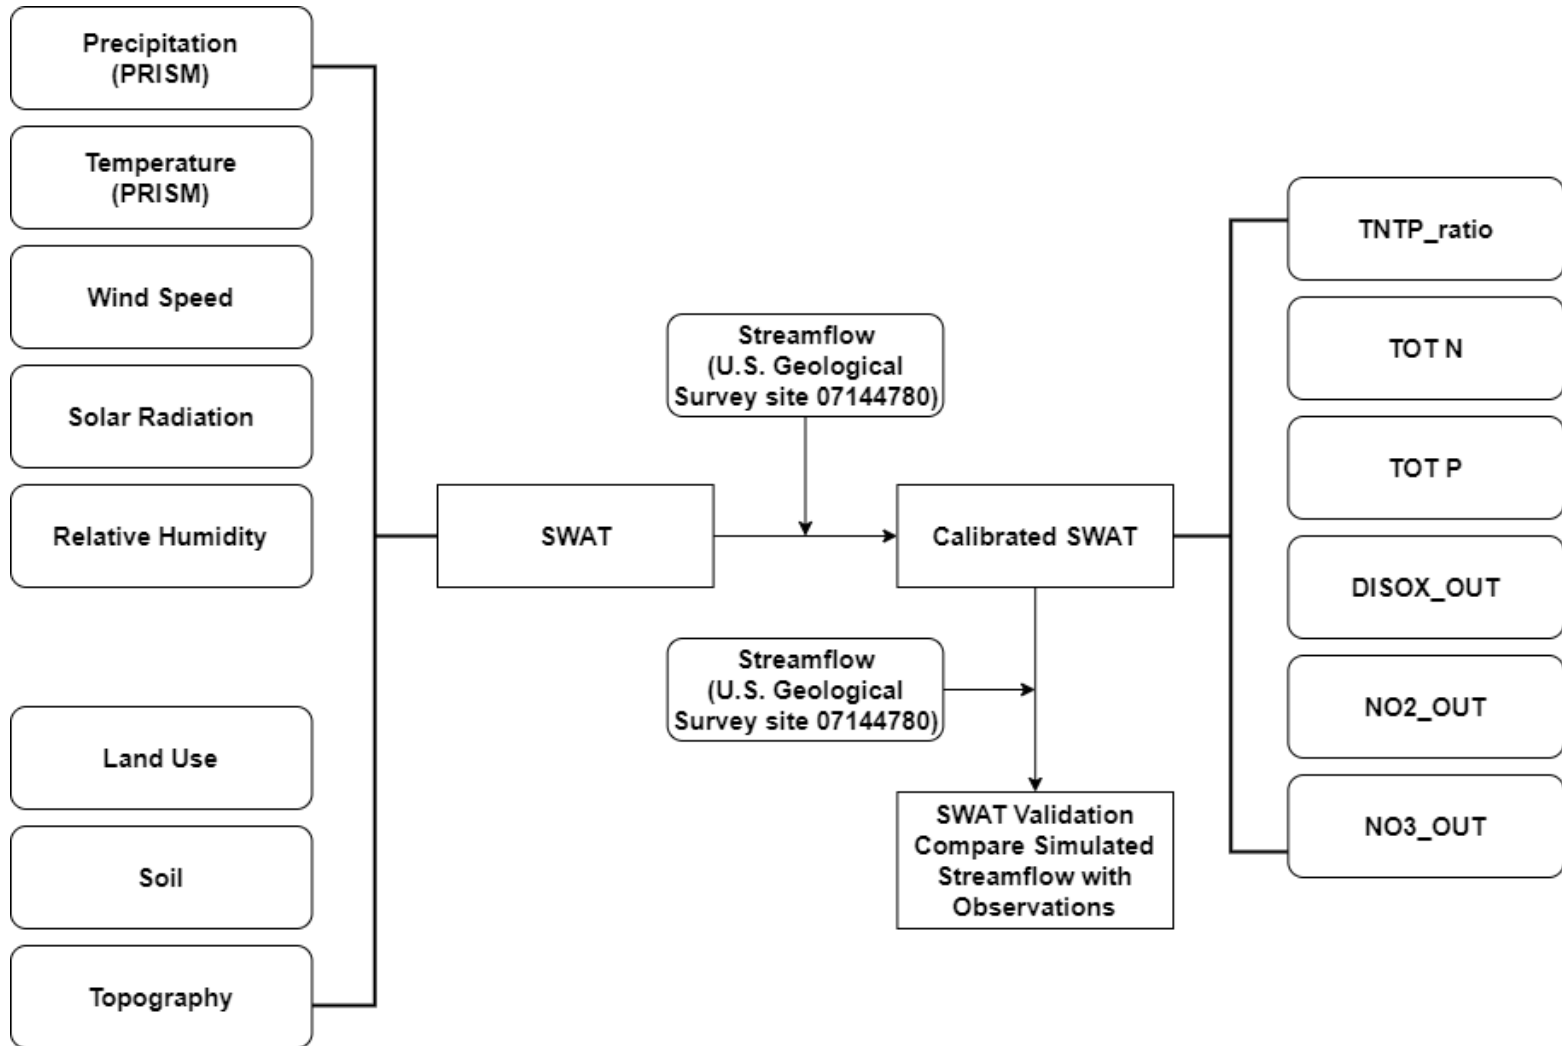 Precipitation
(PRISM)
Temperature
(PRISM)
Wind Speed
Solar Radiation
Relative Humidity
Land Use
Soil
Topography
SWAT
Streamflow
(U.S. Geological
Survey site 07144780)
Calibrated SWAT
Streamflow
(U.S. Geological
Survey site 07144780)
SWAT Validation
Compare Simulated
Streamflow with
Observations
TNTP_ratio
TOT N
TOT P
DISOX_OUT
NO2_OUT
NO3_OUT